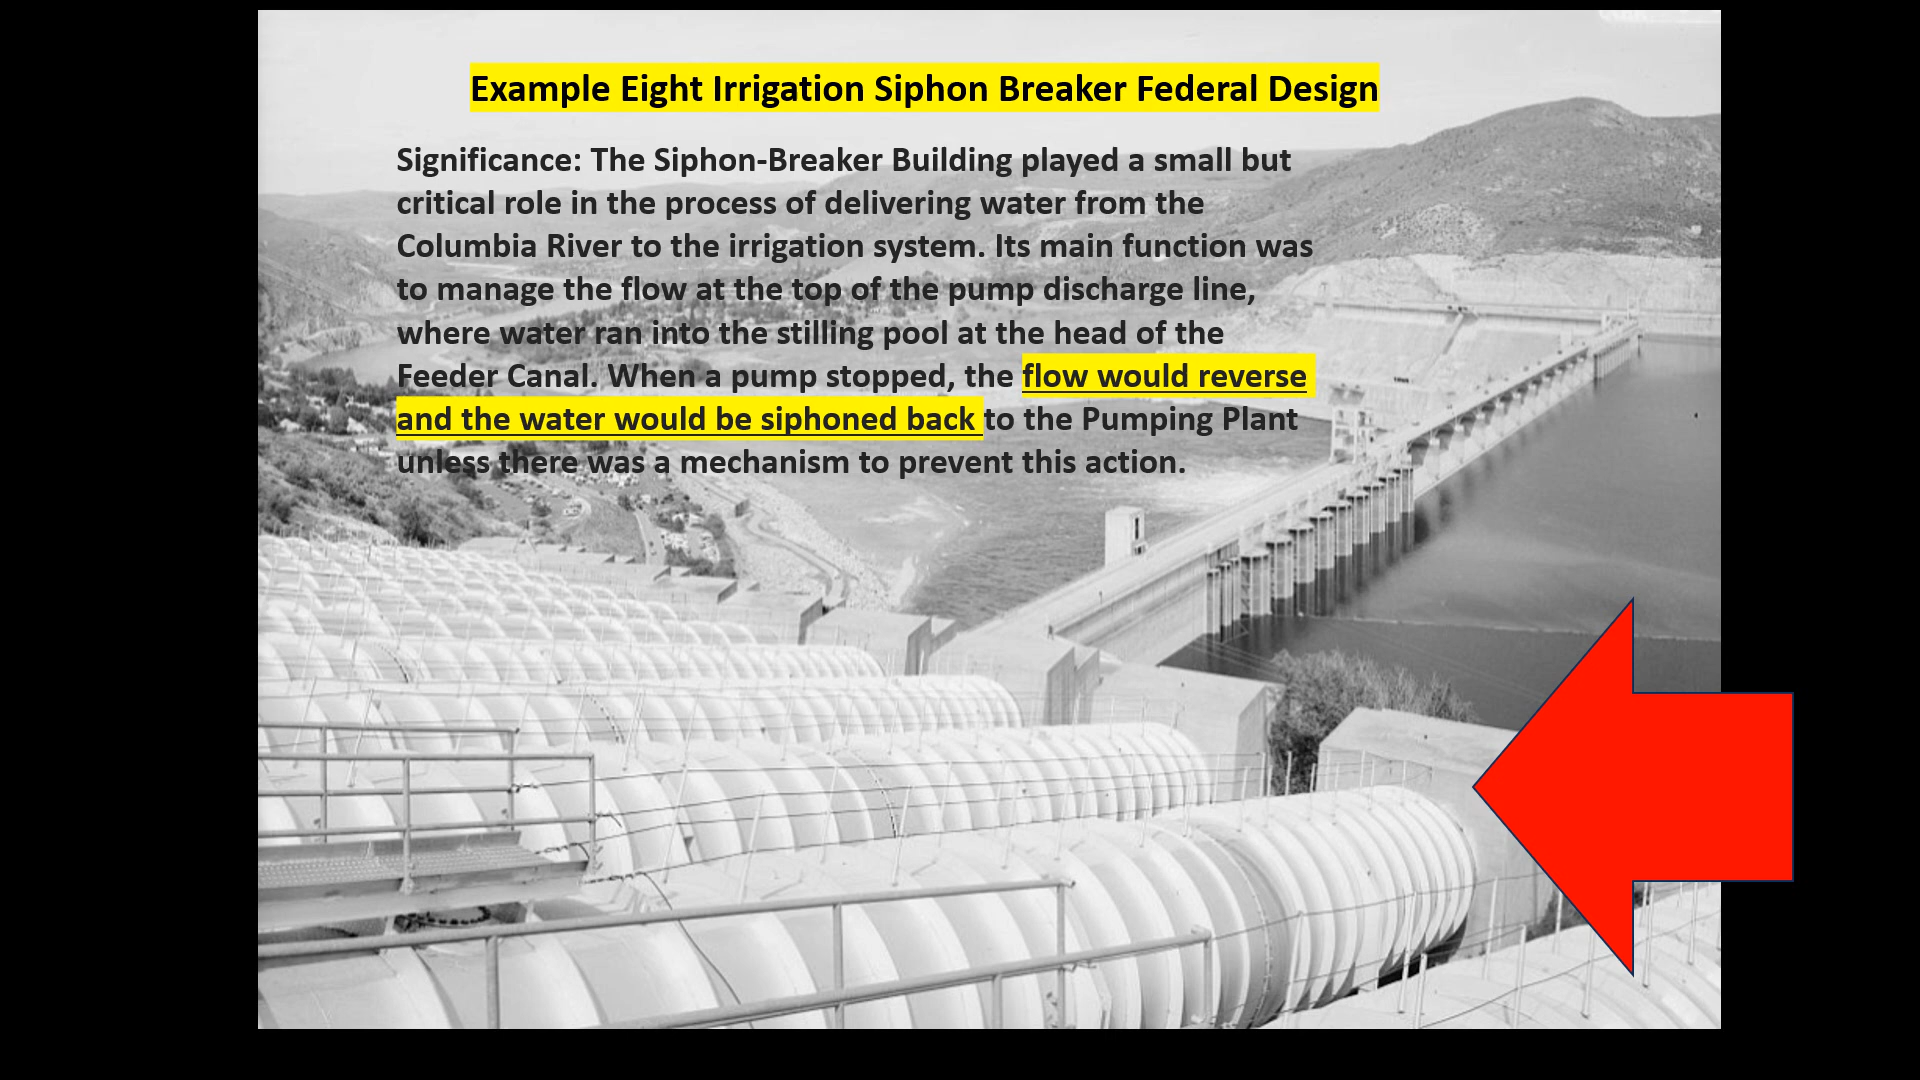 Example Eight Irrigation Siphon Breaker Federal Design
Significance: The Siphon-Breaker Building played a small but
critical role in the process of delivering water from the
Columbia River to the irrigation system. Its main function was
to manage the flow at the top of the pump discharge line,
where water ran into the stilling pool at the head of the
Feeder Canal. When a pump stopped, the flow would reverse
and the water would be siphoned back to the Pumping Plant
unless there was a mechanism to prevent this action.